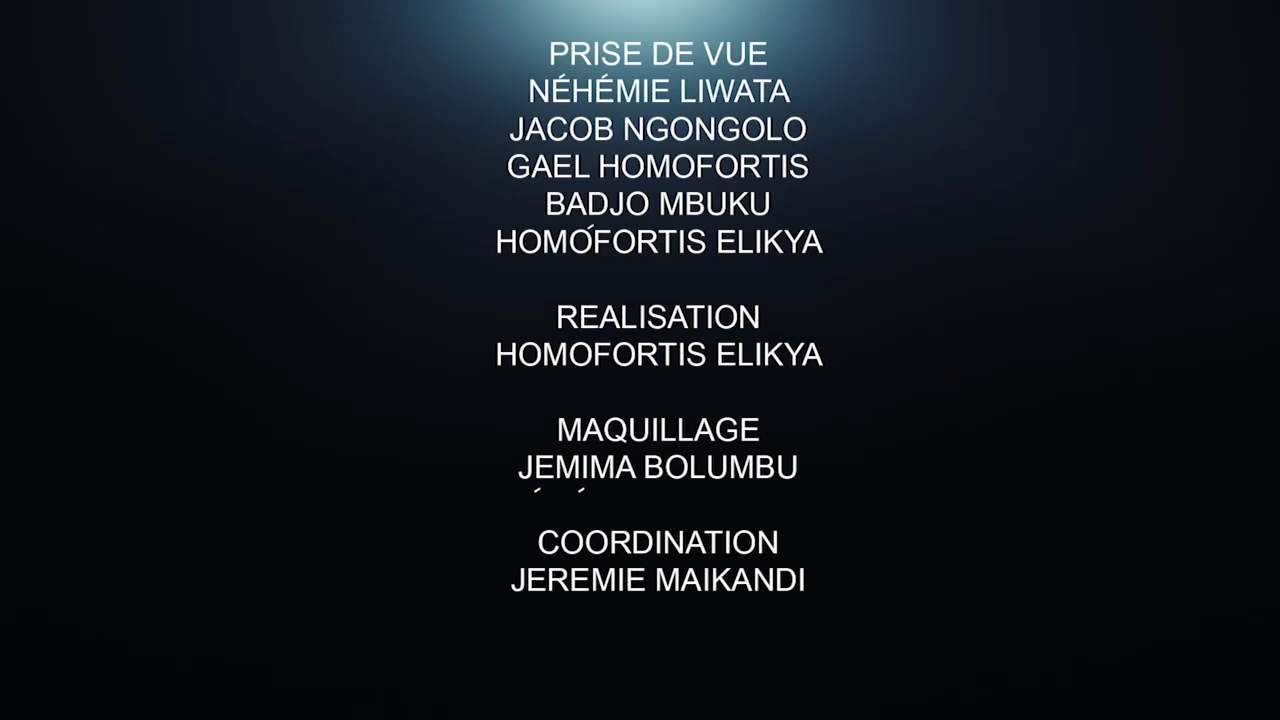 PRISE DE VUE
NÉHÉMIE LIWATA
JACOB NGONGOLO
GAEL HOMOFORTIS
BADJO MBUKU
HOMOFORTIS ELIKYA
REALISATION
HOMOFORTIS ELIKYA
MAQUILLAGE
JEMIMA BOLUMBU
COORDINATION
JEREMIE MAIKANDI